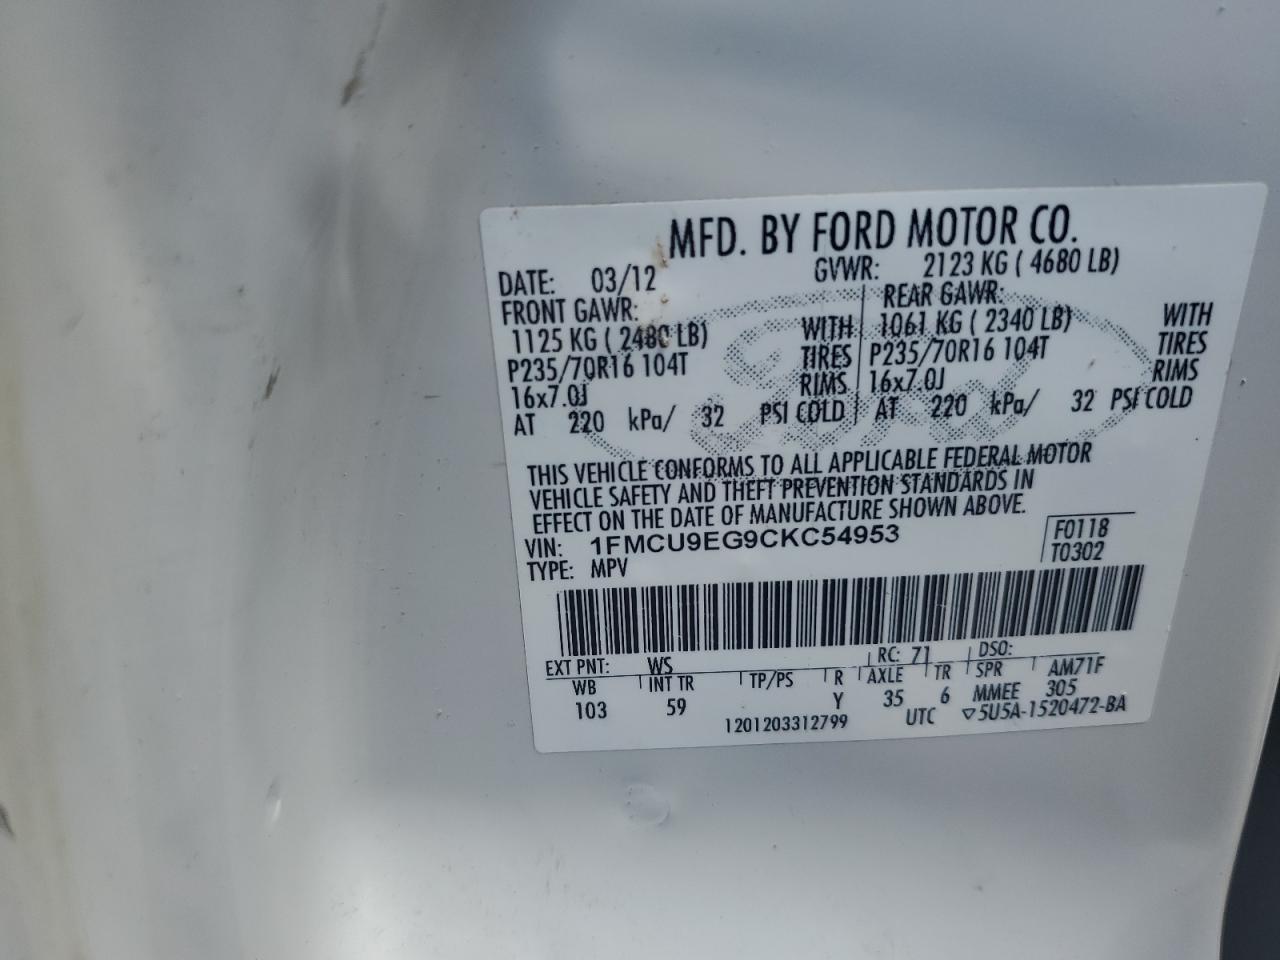 MFD. BY FORD MOTOR CO.
DATE: 03/12 GVWR: 2123 KG ( 4680 LB)
FRONT GAWR: REAR GAWR:
1125 KG ( 2480 LB) WITH 1061 KG ( 2340 LB) WITH
P235/70R16 104T TIRES P235/70R16 104T TIRES
16x7.0J RIMS 16x7.0J RIMS
AT 220 kPa/ 32 PSI COLD AT 220 kPa/ 32 PSI COLD
Ford
THIS VEHICLE CONFORMS TO ALL APPLICABLE FEDERAL MOTOR
VEHICLE SAFETY AND THEFT PREVENTION STANDARDS IN
EFFECT ON THE DATE OF MANUFACTURE SHOWN ABOVE.
VIN: 1FMCU9EG9CKC54953 F0118
TYPE: MPV T0302
EXT PNT: WS RC: 71 DSO:
WB INT TR TP/PS R AXLE TR SPR AM71F
103 59 Y 35 6 MMEE 305
1201203312799 UTC ▽5U5A-1520472-BA